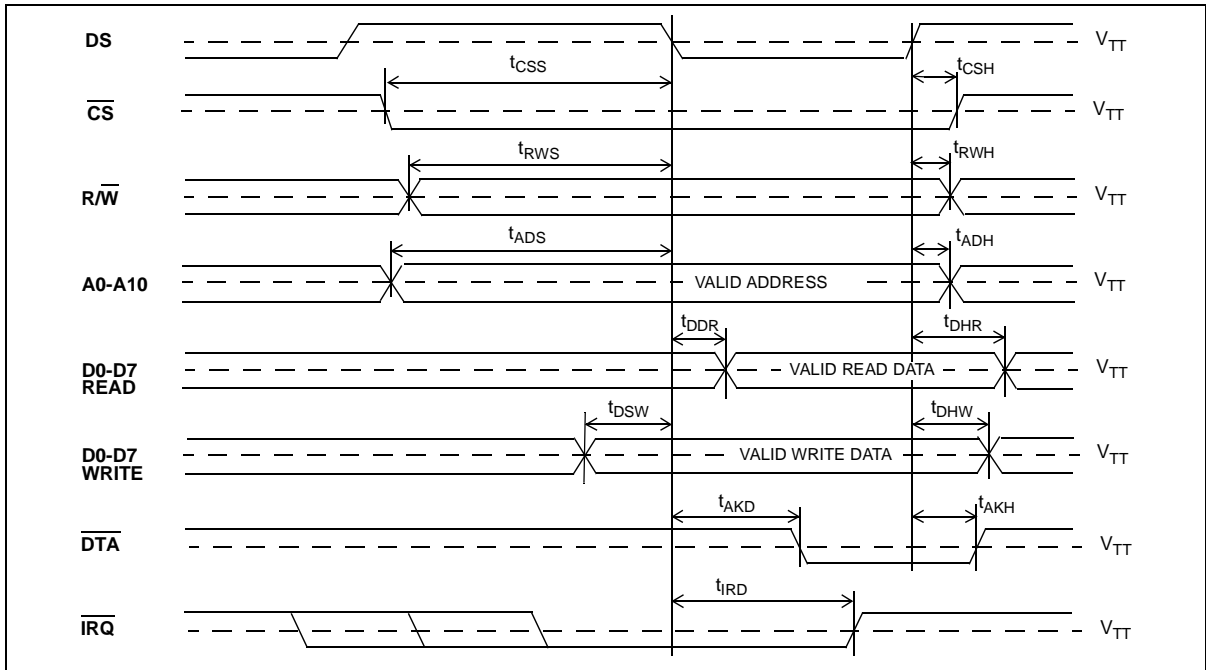 DS
VTT
tCSS
tCSH
CS
VTT
tRWS
tRWH
R/W
VTT
tADS
tADH
A0-A10
VALID ADDRESS
VTT
tDDR
tDHR
D0-D7
READ
VALID READ DATA
VTT
tDSW
tDHW
D0-D7
WRITE
VALID WRITE DATA
VTT
tAKD
tAKH
DTA
VTT
tIRD
IRQ
VTT